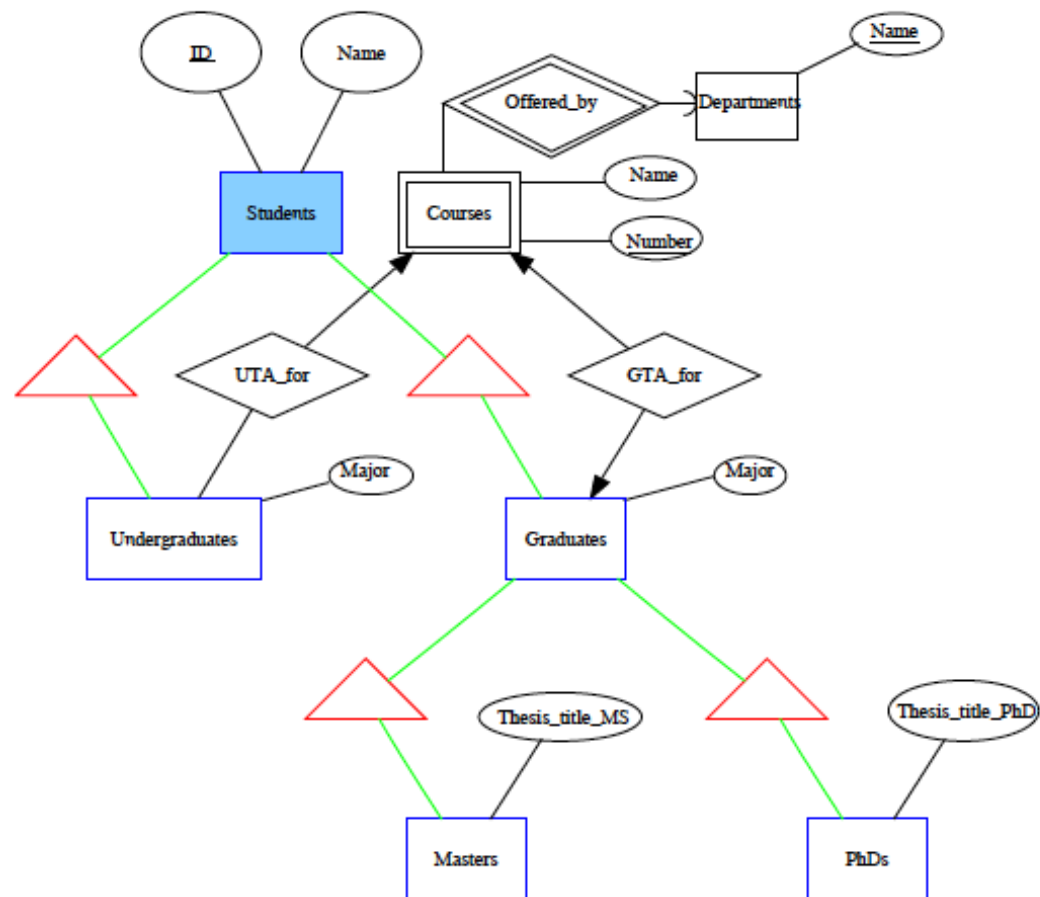 ID
Name
Name
Offered_by
Departments
Name
Students
Courses
Number
UTA_for
GTA_for
Major
Major
Undergraduates
Graduates
Thesis_title_MS
Thesis_title_PhD
Masters
PhDs